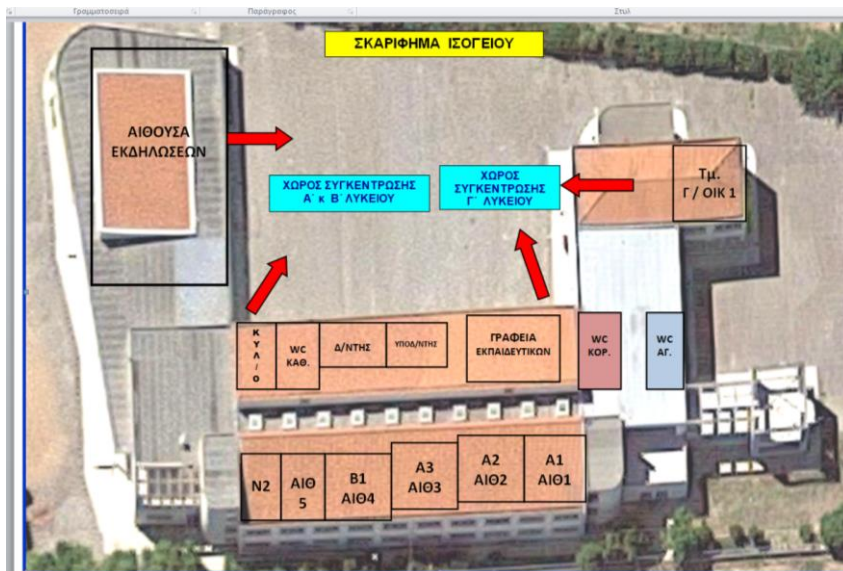 Γραμματοσειρά
Παράγραφος
Στυλ
ΣΚΑΡΙΦΗΜΑ ΙΣΟΓΕΙΟΥ
ΑΙΘΟΥΣΑ
ΕΚΔΗΛΩΣΕΩΝ
ΧΩΡΟΣ ΣΥΓΚΕΝΤΡΩΣΗΣ
Α΄ κ Β΄ ΛΥΚΕΙΟΥ
ΧΩΡΟΣ
ΣΥΓΚΕΝΤΡΩΣΗΣ
Γ΄ ΛΥΚΕΙΟΥ
Τμ.
Γ / ΟΙΚ 1
Κ
Υ
Λ
/
Ο
WC
ΚΑΘ.
Δ/ΝΤΗΣ
ΥΠΟΔ/ΝΤΗΣ
ΓΡΑΦΕΙΑ
ΕΚΠΑΙΔΕΥΤΙΚΩΝ
WC
ΚΟΡ.
WC
ΑΓ.
Ν2
ΑΙΘ
5
Β1
ΑΙΘ4
Α3
ΑΙΘ3
Α2
ΑΙΘ2
Α1
ΑΙΘ1